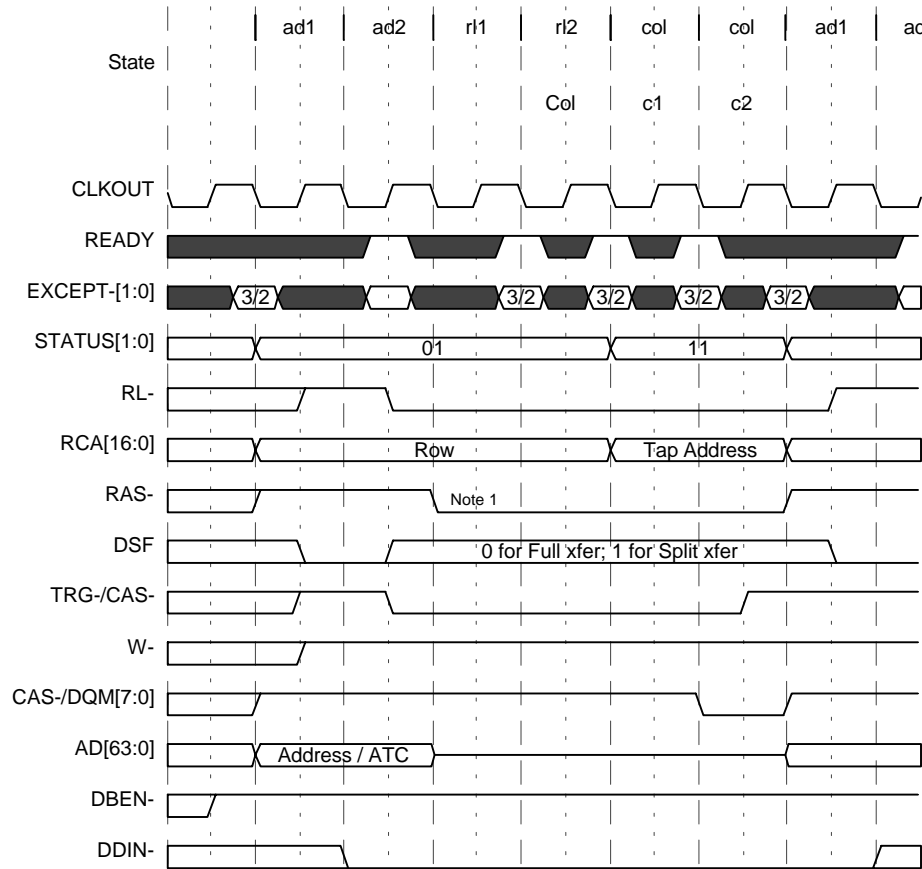 ad1 ad2 rl1 rl2 col col ad1
State
Col c1 c2
CLKOUT
READY
EXCEPT-[1:0] 3/2 3/2 3/2 3/2 3/2
STATUS[1:0] 01 11
RL-
RCA[16:0] Row Tap Address
RAS- Note 1
DSF 0 for Full xfer; 1 for Split xfer
TRG-/CAS-
W-
CAS-/DQM[7:0]
AD[63:0] Address / ATC
DBEN-
DDIN-